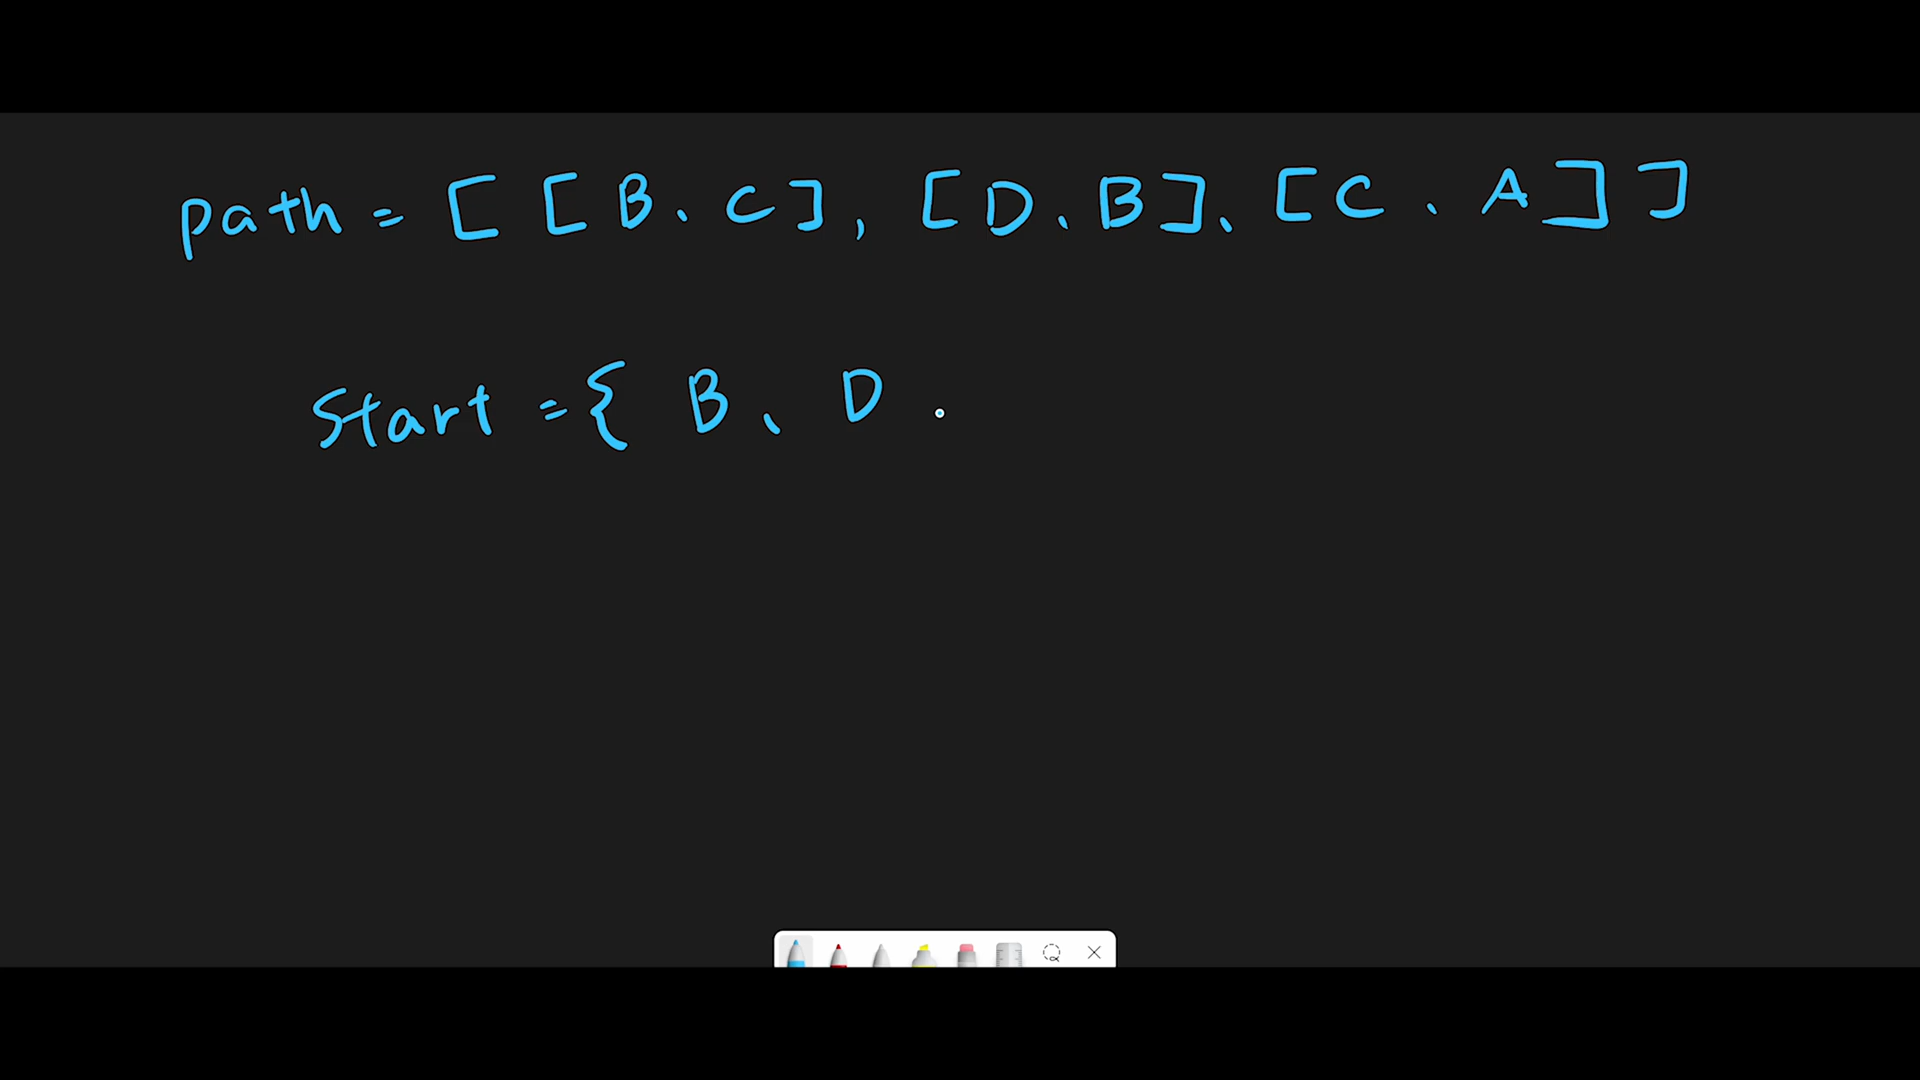 path = [ [ B, C ], [ D, B ], [ C, A ] ]
Start = { B, D